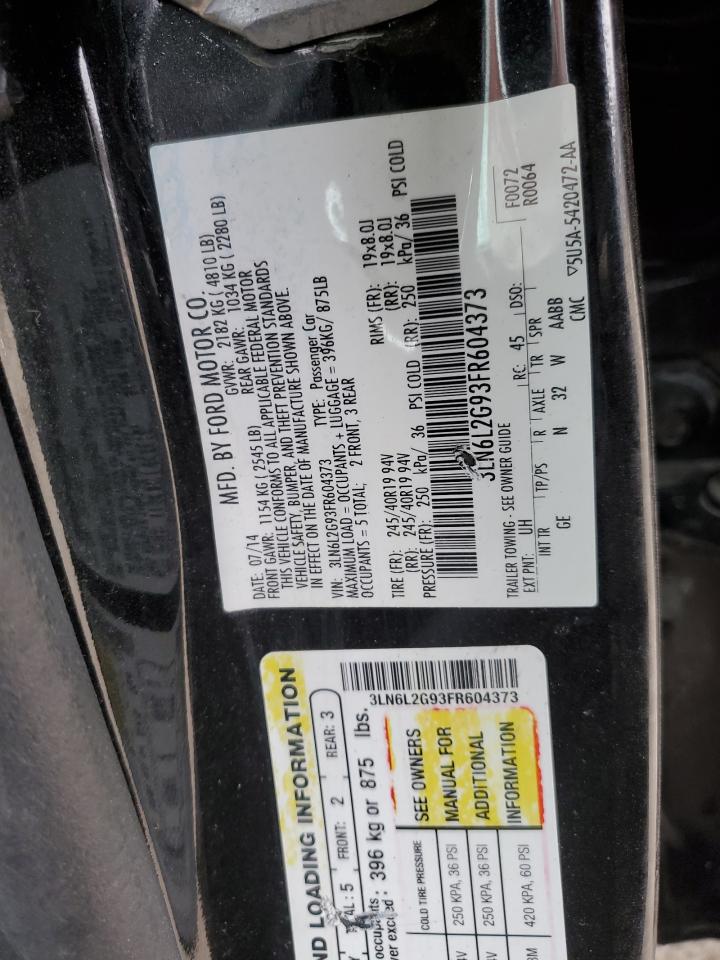 MFD. BY FORD MOTOR CO.
DATE: 07/14 GVWR: 2182 KG ( 4810 LB)
FRONT GAWR: 1154 KG ( 2545 LB) REAR GAWR: 1034 KG ( 2280 LB)
THIS VEHICLE CONFORMS TO ALL APPLICABLE FEDERAL MOTOR
VEHICLE SAFETY, BUMPER, AND THEFT PREVENTION STANDARDS
IN EFFECT ON THE DATE OF MANUFACTURE SHOWN ABOVE.
VIN: 3LN6L2G93FR604373 TYPE: Passenger Car
MAXIMUM LOAD = OCCUPANTS + LUGGAGE = 396KG/ 875LB
OCCUPANTS = 5 TOTAL; 2 FRONT, 3 REAR
TIRE (FR): 245/40R19 94V RIMS (FR): 19x8.0J
(RR): 245/40R19 94V (RR): 19x8.0J
PRESSURE (FR): 250 kPa/ 36 PSI COLD (RR): 250 kPa/ 36 PSI COLD
3LN6L2G93FR604373
F0072
TRAILER TOWING - SEE OWNER GUIDE R0064
EXT PNT: UH RC: 45 DSO:
INT TR TP/PS R AXLE TR SPR
GE N 32 W AABB
CMC
▽5U5A-5420472-AA
ND LOADING INFORMATION
AL: 5 FRONT: 2 REAR: 3
396 kg or 875 lbs.
3LN6L2G93FR604373
COLD TIRE PRESSURE
250 KPA, 36 PSI
250 KPA, 36 PSI
420 KPA, 60 PSI
SEE OWNERS
MANUAL FOR
ADDITIONAL
INFORMATION